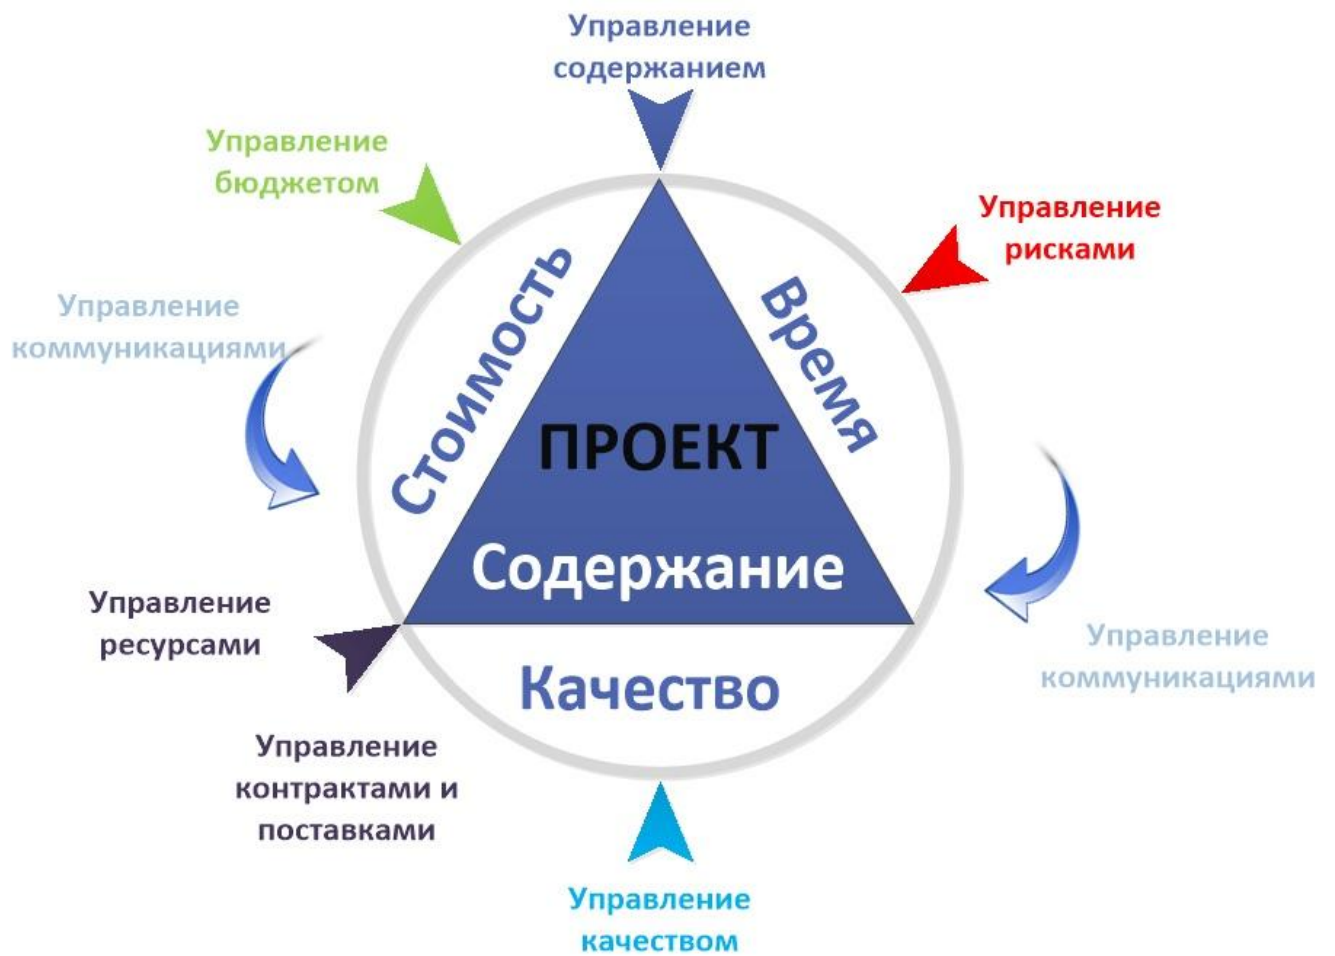 Управление
содержанием
Управление
бюджетом
Управление
рисками
Управление
коммуникациями
Стоимость
Время
ПРОЕКТ
Содержание
Управление
ресурсами
Управление
коммуникациями
Качество
Управление
контрактами и
поставками
Управление
качеством